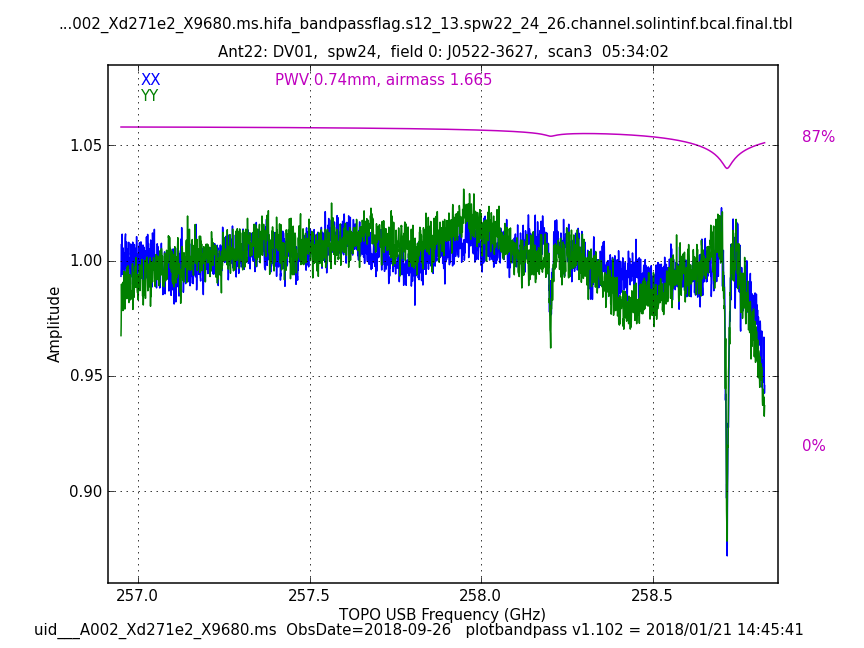 ...002_Xd271e2_X9680.ms.hifa_bandpassflag.s12_13.spw22_24_26.channel.solintinf.bcal.final.tbl
Ant22: DV01,  spw24,  field 0: J0522-3627,  scan3  05:34:02
XX
PWV 0.74mm, airmass 1.665
YY
87%
1.05
1.00
0.95
0.90
Amplitude
0%
257.0
257.5
258.0
258.5
TOPO USB Frequency (GHz)
uid___A002_Xd271e2_X9680.ms  ObsDate=2018-09-26   plotbandpass v1.102 = 2018/01/21 14:45:41